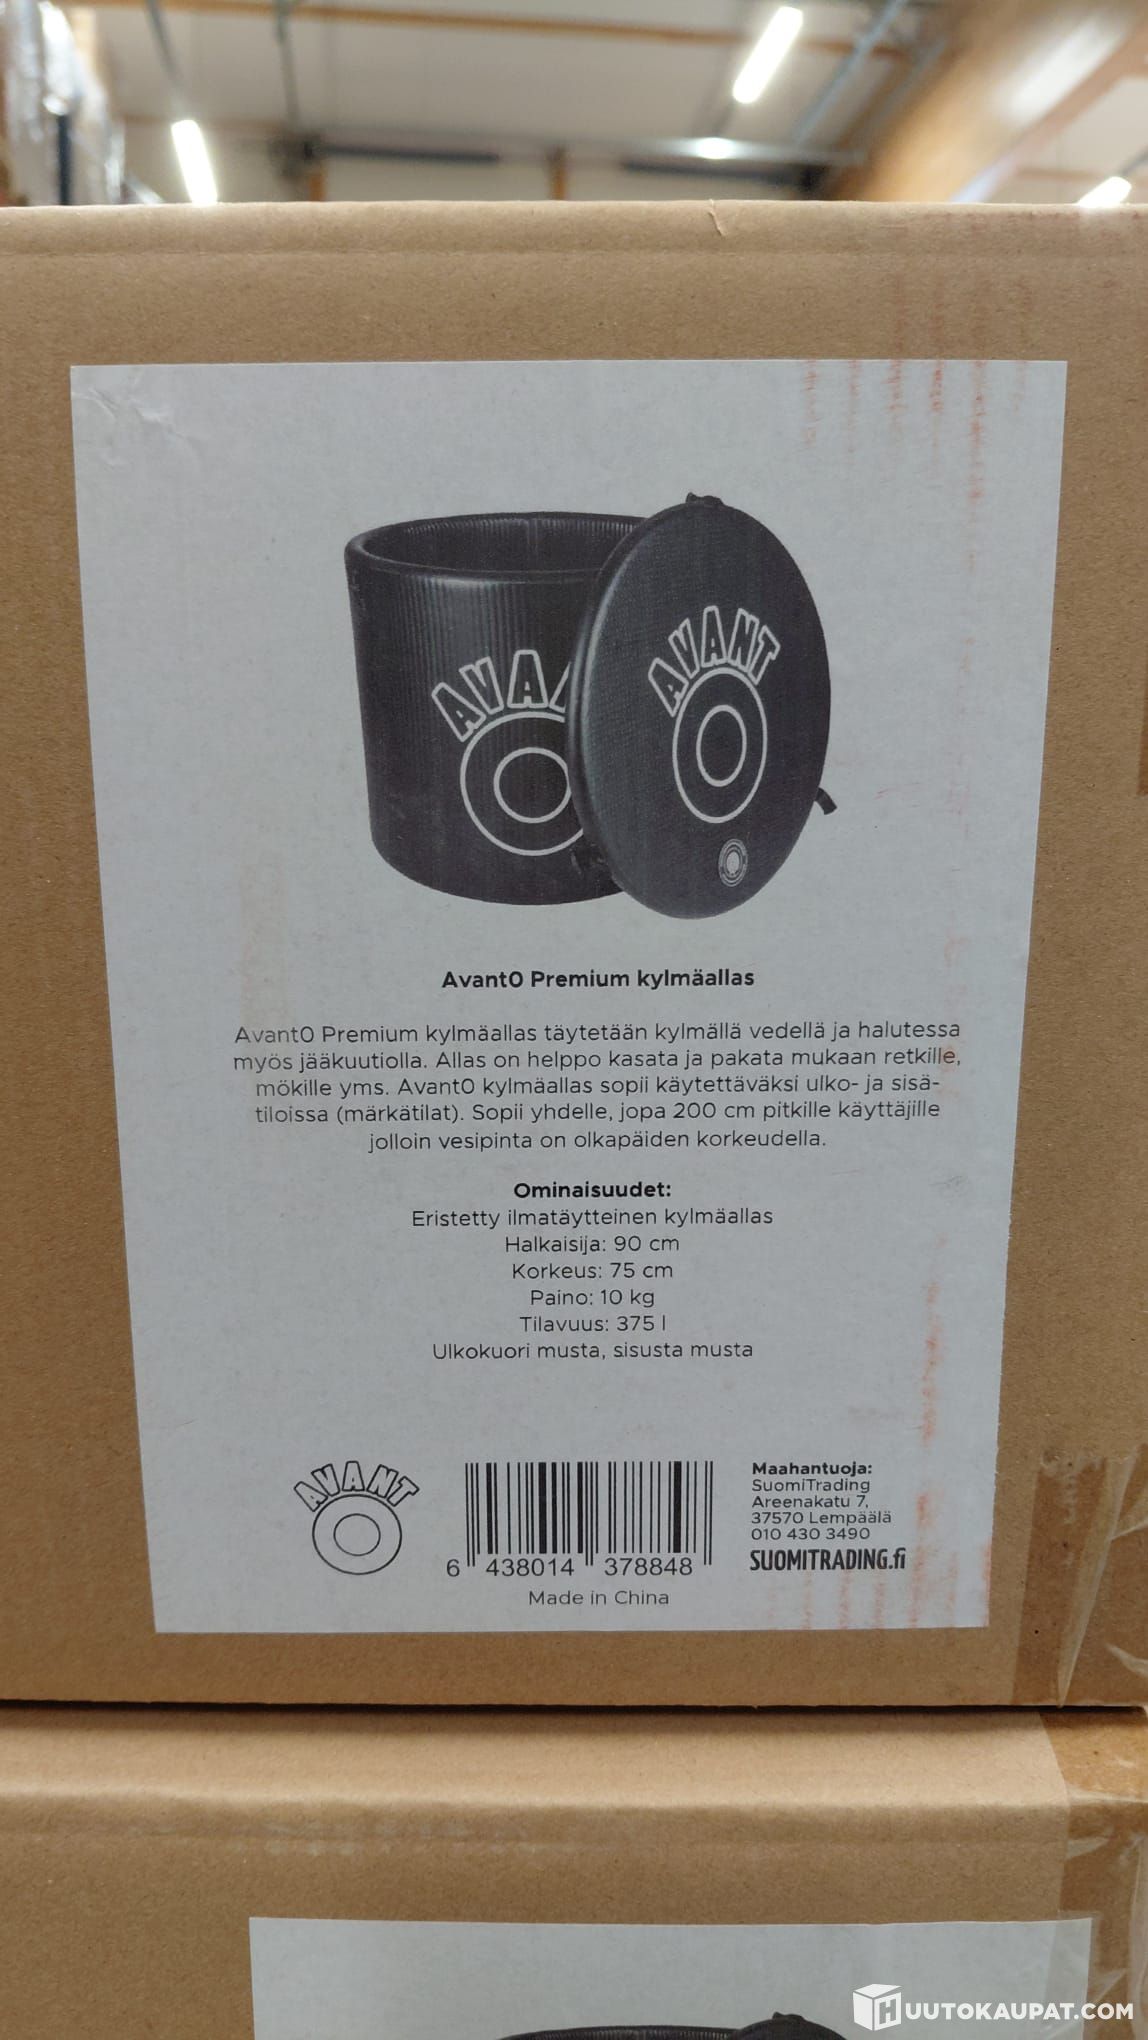 AVANT
AVANT
Avant0 Premium kylmäallas
Avant0 Premium kylmäallas täytetään kylmällä vedellä ja halutessa
myös jääkuutiolla. Allas on helppo kasata ja pakata mukaan retkille,
mökille yms. Avant0 kylmäallas sopii käytettäväksi ulko- ja sisä-
tiloissa (märkätilat). Sopii yhdelle, jopa 200 cm pitkille käyttäjille
jolloin vesipinta on olkapäiden korkeudella.
Ominaisuudet:
Eristetty ilmatäytteinen kylmäallas
Halkaisija: 90 cm
Korkeus: 75 cm
Paino: 10 kg
Tilavuus: 375 l
Ulkokuori musta, sisusta musta
AVANT
6 438014 378848
Made in China
Maahantuoja:
SuomiTrading
Areenakatu 7,
37570 Lempäälä
010 430 3490
SUOMITRADING.fi
HUUTOKAUPAT.COM